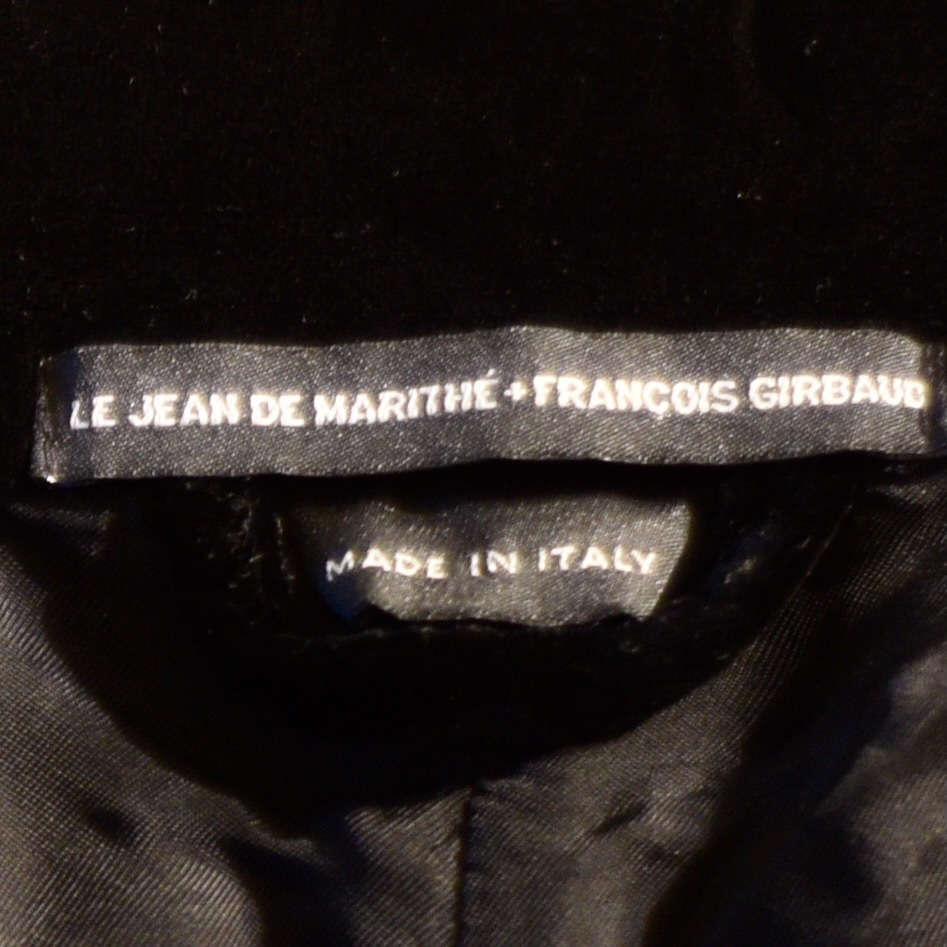 LE JEAN DE MARITHÉ+FRANÇOIS GIRBAUD
MADE IN ITALY